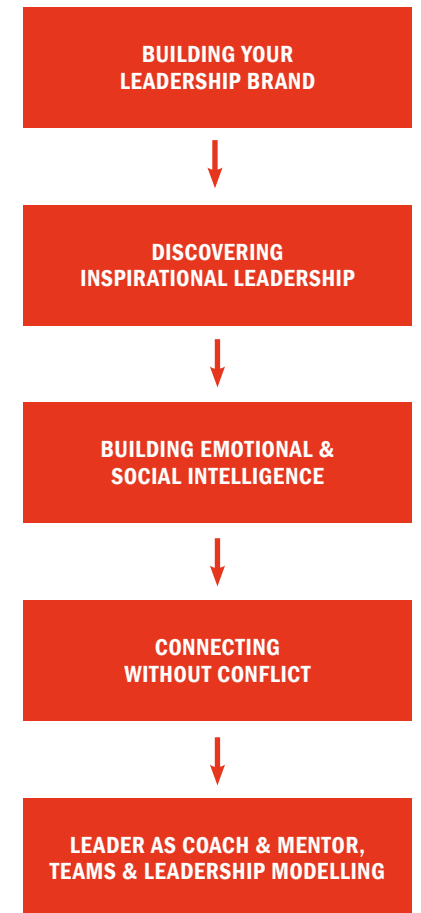 BUILDING YOUR
LEADERSHIP BRAND
DISCOVERING
INSPIRATIONAL LEADERSHIP
BUILDING EMOTIONAL &
SOCIAL INTELLIGENCE
CONNECTING
WITHOUT CONFLICT
LEADER AS COACH & MENTOR,
TEAMS & LEADERSHIP MODELLING